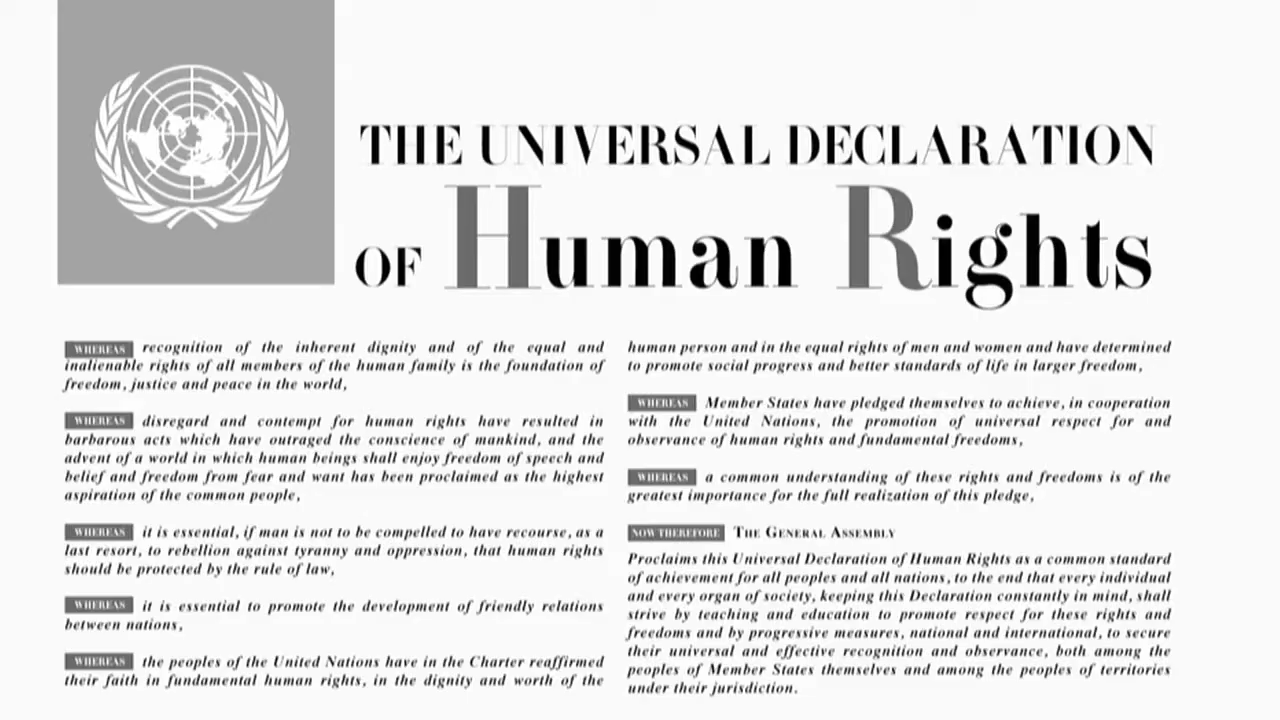 THE UNIVERSAL DECLARATION
OF Human Rights
WHEREAS recognition of the inherent dignity and of the equal and
inalienable rights of all members of the human family is the foundation of
freedom, justice and peace in the world,
WHEREAS disregard and contempt for human rights have resulted in
barbarous acts which have outraged the conscience of mankind, and the
advent of a world in which human beings shall enjoy freedom of speech and
belief and freedom from fear and want has been proclaimed as the highest
aspiration of the common people,
WHEREAS it is essential, if man is not to be compelled to have recourse, as a
last resort, to rebellion against tyranny and oppression, that human rights
should be protected by the rule of law,
WHEREAS it is essential to promote the development of friendly relations
between nations,
WHEREAS the peoples of the United Nations have in the Charter reaffirmed
their faith in fundamental human rights, in the dignity and worth of the
human person and in the equal rights of men and women and have determined
to promote social progress and better standards of life in larger freedom,
WHEREAS Member States have pledged themselves to achieve, in cooperation
with the United Nations, the promotion of universal respect for and
observance of human rights and fundamental freedoms,
WHEREAS a common understanding of these rights and freedoms is of the
greatest importance for the full realization of this pledge,
NOW THEREFORE THE GENERAL ASSEMBLY
Proclaims this Universal Declaration of Human Rights as a common standard
of achievement for all peoples and all nations, to the end that every individual
and every organ of society, keeping this Declaration constantly in mind, shall
strive by teaching and education to promote respect for these rights and
freedoms and by progressive measures, national and international, to secure
their universal and effective recognition and observance, both among the
peoples of Member States themselves and among the peoples of territories
under their jurisdiction.